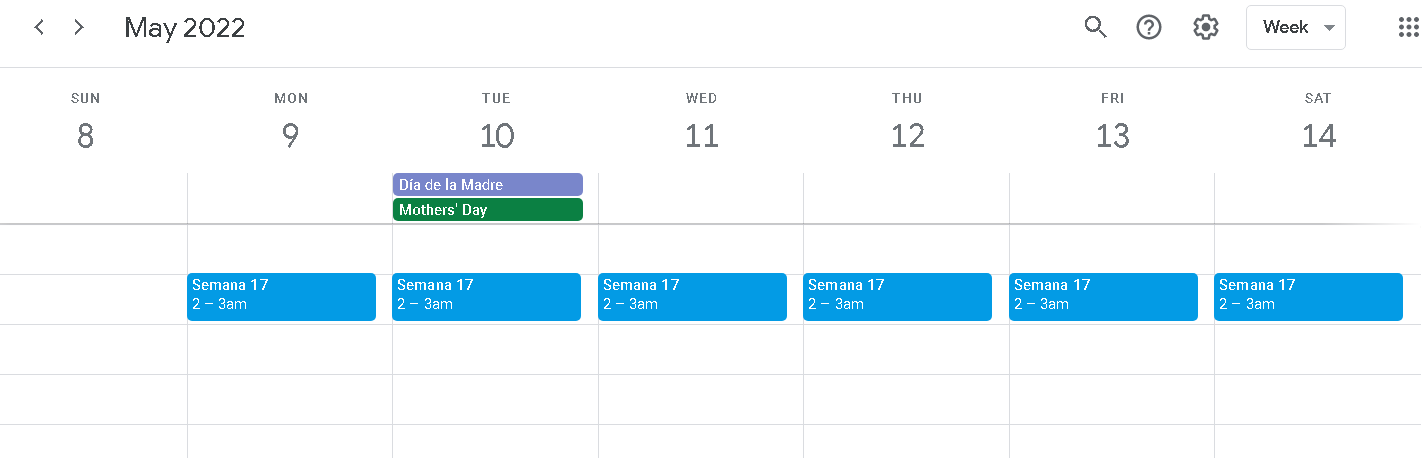 May 2022
Week
SUN MON TUE WED THU FRI SAT
8 9 10 11 12 13 14
Día de la Madre
Mothers' Day
Semana 17 Semana 17 Semana 17 Semana 17 Semana 17 Semana 17
2 – 3am 2 – 3am 2 – 3am 2 – 3am 2 – 3am 2 – 3am